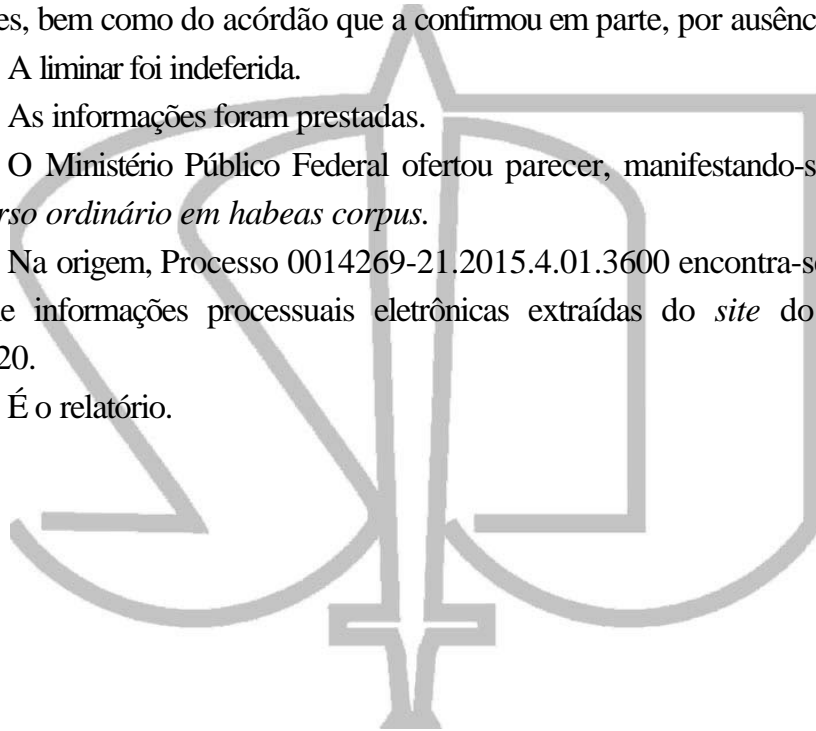 es, bem como do acórdão que a confirmou em parte, por ausênc
A liminar foi indeferida.
As informações foram prestadas.
O Ministério Público Federal ofertou parecer, manifestando-s
rso ordinário em habeas corpus.
Na origem, Processo 0014269-21.2015.4.01.3600 encontra-s
e informações processuais eletrônicas extraídas do site do
20.
É o relatório.